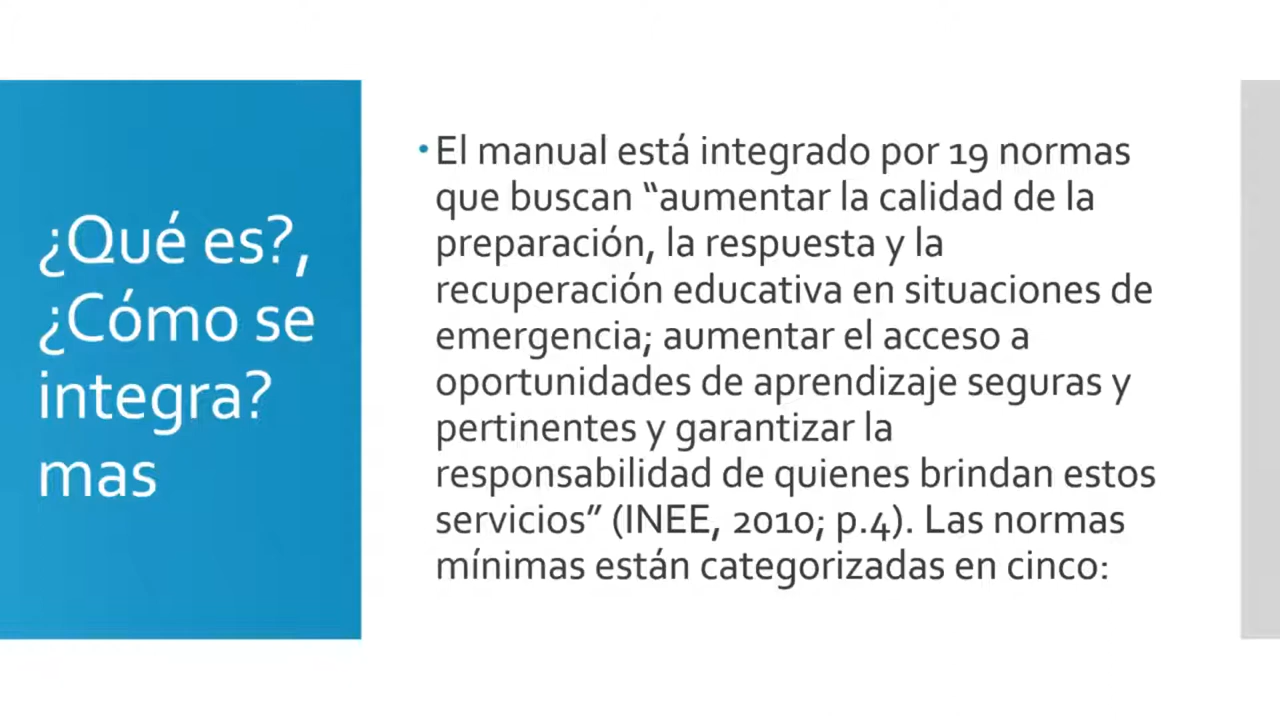 ¿Qué es?,
¿Cómo se
integra?
mas
• El manual está integrado por 19 normas
que buscan “aumentar la calidad de la
preparación, la respuesta y la
recuperación educativa en situaciones de
emergencia; aumentar el acceso a
oportunidades de aprendizaje seguras y
pertinentes y garantizar la
responsabilidad de quienes brindan estos
servicios” (INEE, 2010; p.4). Las normas
mínimas están categorizadas en cinco: